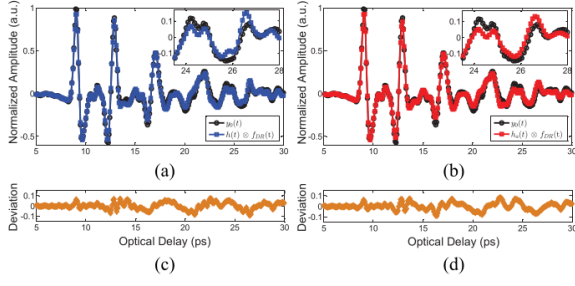 Normalized Amplitude (a.u.)
1
0.5
0
-0.5
5 10 15 20 25 30
0.1
0
-0.1
24 26 28
y₀(t)
h(t) ⊗ f_DR(t)
(a)
Normalized Amplitude (a.u.)
1
0.5
0
-0.5
5 10 15 20 25 30
0.1
0
-0.1
24 26 28
y₀(t)
(b)
Deviation
0.1
0
-0.1
5 10 15 20 25 30
Optical Delay (ps)
(c)
Deviation
0.1
0
-0.1
5 10 15 20 25 30
Optical Delay (ps)
(d)